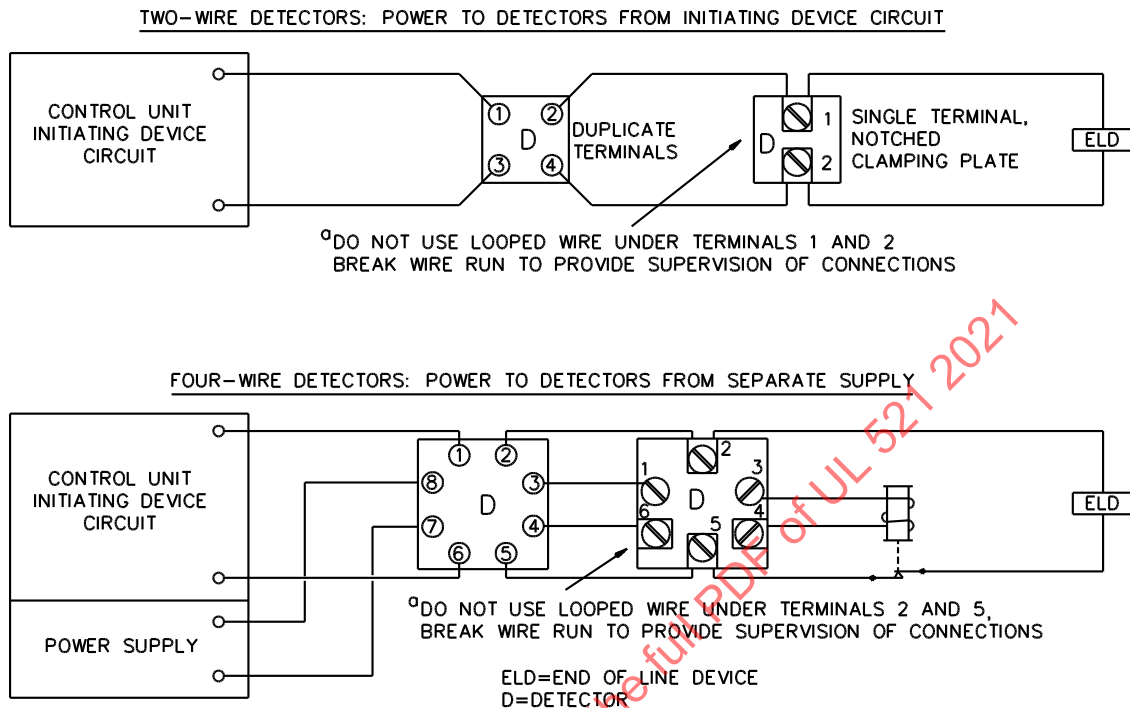 TWO-WIRE DETECTORS: POWER TO DETECTORS FROM INITIATING DEVICE CIRCUIT
CONTROL UNIT
INITIATING DEVICE
CIRCUIT
1 2
D
3 4
DUPLICATE
TERMINALS
D
1
2
SINGLE TERMINAL,
NOTCHED
CLAMPING PLATE
ELD
a DO NOT USE LOOPED WIRE UNDER TERMINALS 1 AND 2
BREAK WIRE RUN TO PROVIDE SUPERVISION OF CONNECTIONS
FOUR-WIRE DETECTORS: POWER TO DETECTORS FROM SEPARATE SUPPLY
CONTROL UNIT
INITIATING DEVICE
CIRCUIT
POWER SUPPLY
1 2
8 3
D
7 4
6 5
2
1 3
D
6 4
5
ELD
a DO NOT USE LOOPED WIRE UNDER TERMINALS 2 AND 5,
BREAK WIRE RUN TO PROVIDE SUPERVISION OF CONNECTIONS
ELD=END OF LINE DEVICE
D=DETECTOR
he full PDF of UL 521 2021